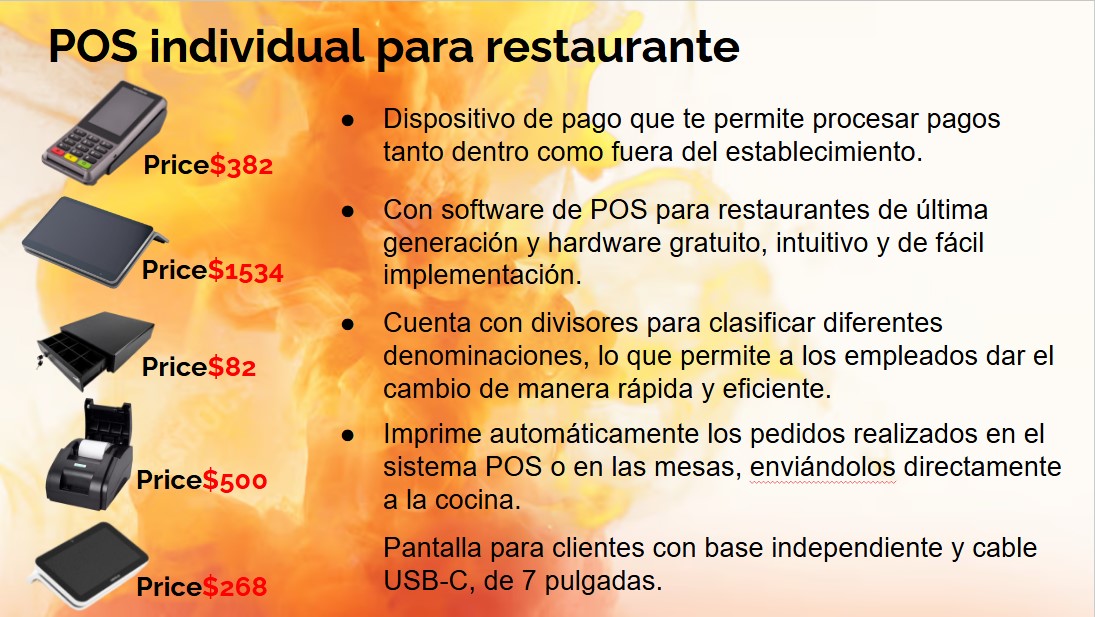 POS individual para restaurante
Price$382
● Dispositivo de pago que te permite procesar pagos
tanto dentro como fuera del establecimiento.
Price$1534
● Con software de POS para restaurantes de última
generación y hardware gratuito, intuitivo y de fácil
implementación.
Price$82
● Cuenta con divisores para clasificar diferentes
denominaciones, lo que permite a los empleados dar el
cambio de manera rápida y eficiente.
Price$500
● Imprime automáticamente los pedidos realizados en el
sistema POS o en las mesas, enviándolos directamente
a la cocina.
Price$268
Pantalla para clientes con base independiente y cable
USB-C, de 7 pulgadas.